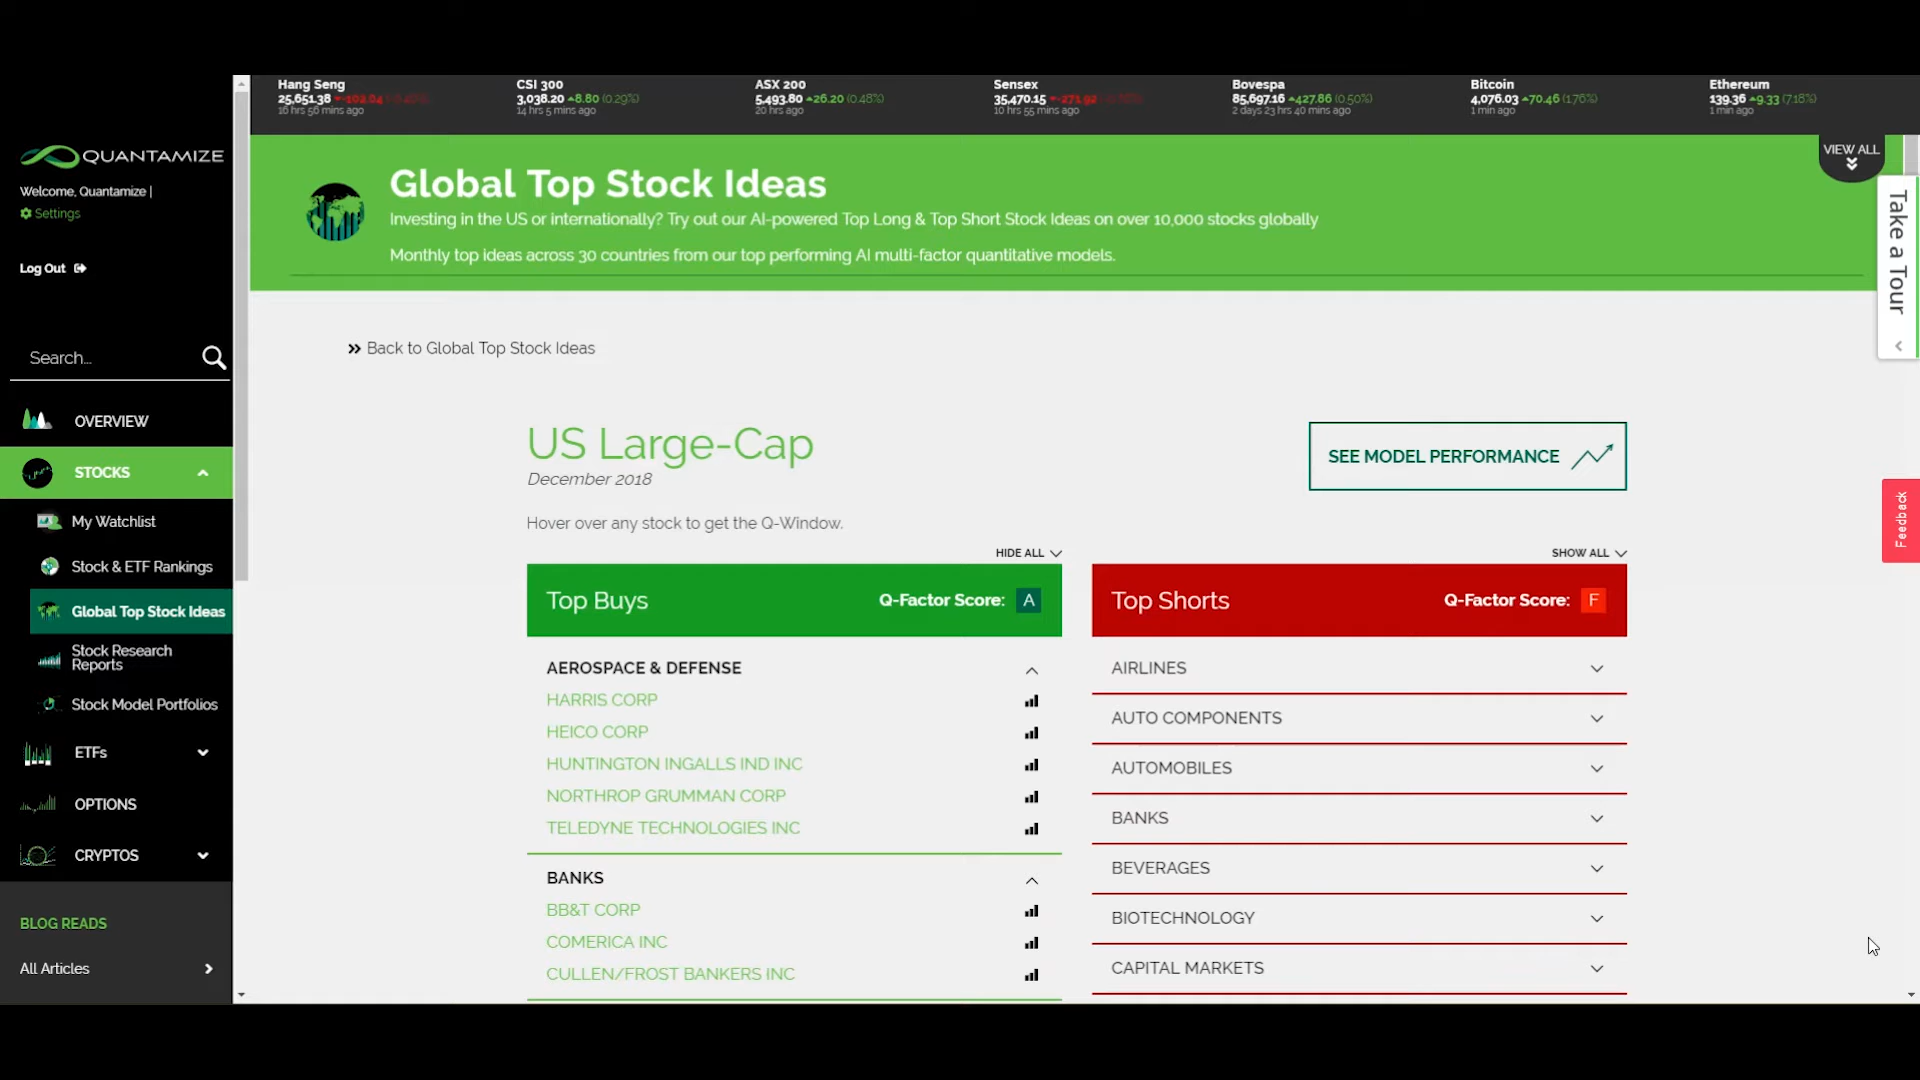 Hang Seng
25,651.38
16 hrs 56 mins ago
CSI 300
3,038.20 8.80 (0.29%)
14 hrs 5 mins ago
ASX 200
5,493.80 26.20 (0.48%)
20 hrs ago
Sensex
35,470.15
10 hrs 55 mins ago
Bovespa
85,697.16 427.86 (0.50%)
2 days 23 hrs 40 mins ago
Bitcoin
4,076.03 70.46 (1.76%)
1 min ago
Ethereum
139.36 9.33 (7.18%)
1 min ago
VIEW ALL
QUANTAMIZE
Welcome, Quantamize |
Settings
Log Out
Search...
OVERVIEW
STOCKS
My Watchlist
Stock & ETF Rankings
Global Top Stock Ideas
Stock Research
Reports
Stock Model Portfolios
ETFs
OPTIONS
CRYPTOS
BLOG READS
All Articles
Global Top Stock Ideas
Investing in the US or internationally? Try out our AI-powered Top Long & Top Short Stock Ideas on over 10,000 stocks globally
Monthly top ideas across 30 countries from our top performing AI multi-factor quantitative models.
Take a Tour
Back to Global Top Stock Ideas
US Large-Cap
December 2018
SEE MODEL PERFORMANCE
Hover over any stock to get the Q-Window.
Feedback
HIDE ALL
Top Buys Q-Factor Score: A
AEROSPACE & DEFENSE
HARRIS CORP
HEICO CORP
HUNTINGTON INGALLS IND INC
NORTHROP GRUMMAN CORP
TELEDYNE TECHNOLOGIES INC
BANKS
BB&T CORP
COMERICA INC
CULLEN/FROST BANKERS INC
SHOW ALL
Top Shorts Q-Factor Score: F
AIRLINES
AUTO COMPONENTS
AUTOMOBILES
BANKS
BEVERAGES
BIOTECHNOLOGY
CAPITAL MARKETS